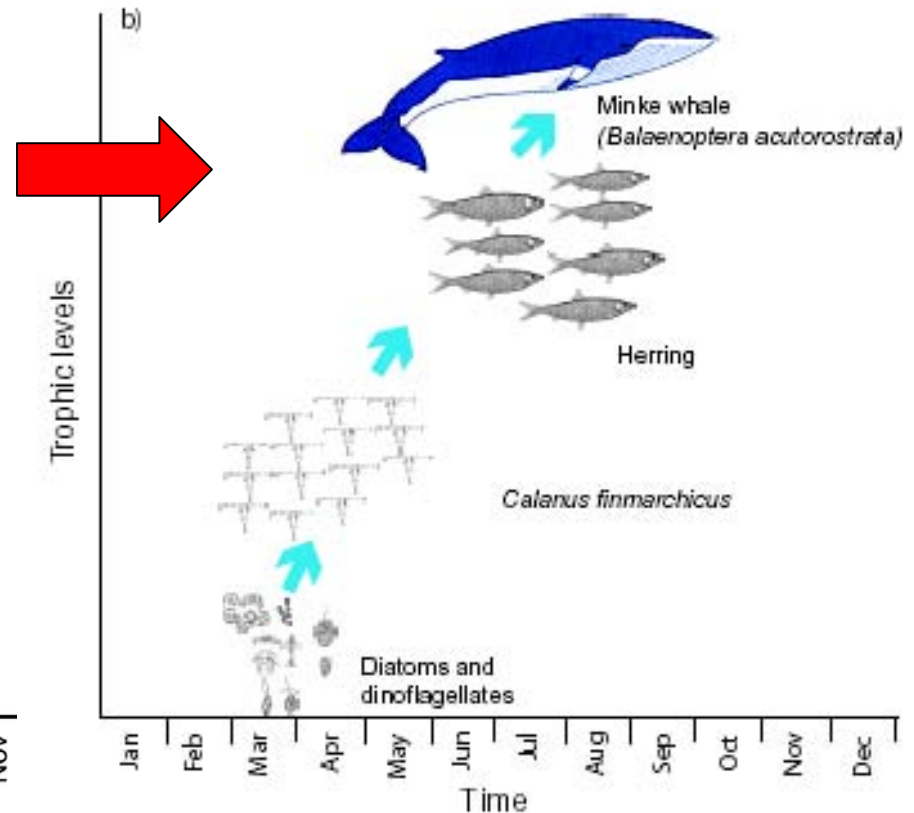 b)
Minke whale
(Balaenoptera acutorostrata)
Trophic levels
Herring
Calanus finmarchicus
Diatoms and
dinoflagellates
Nov
Jan Feb Mar Apr May Jun Jul Aug Sep Oct Nov Dec
Time